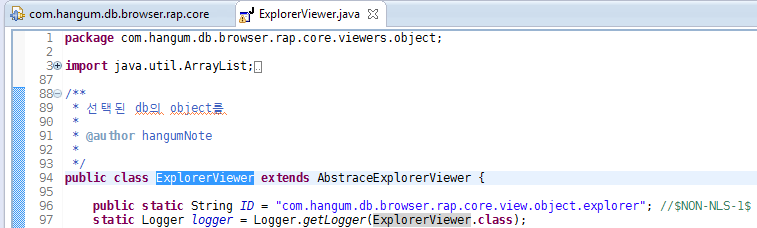 com.hangum.db.browser.rap.core ExplorerViewer.java
1 package com.hangum.db.browser.rap.core.viewers.object;
2
3 import java.util.ArrayList;
87
88 /**
89 * 선택된 db의 object를
90 *
91 * @author hangumNote
92 *
93 */
94 public class ExplorerViewer extends AbstraceExplorerViewer {
95
96 public static String ID = "com.hangum.db.browser.rap.core.view.object.explorer"; //$NON-NLS-1$
97 static Logger logger = Logger.getLogger(ExplorerViewer.class);